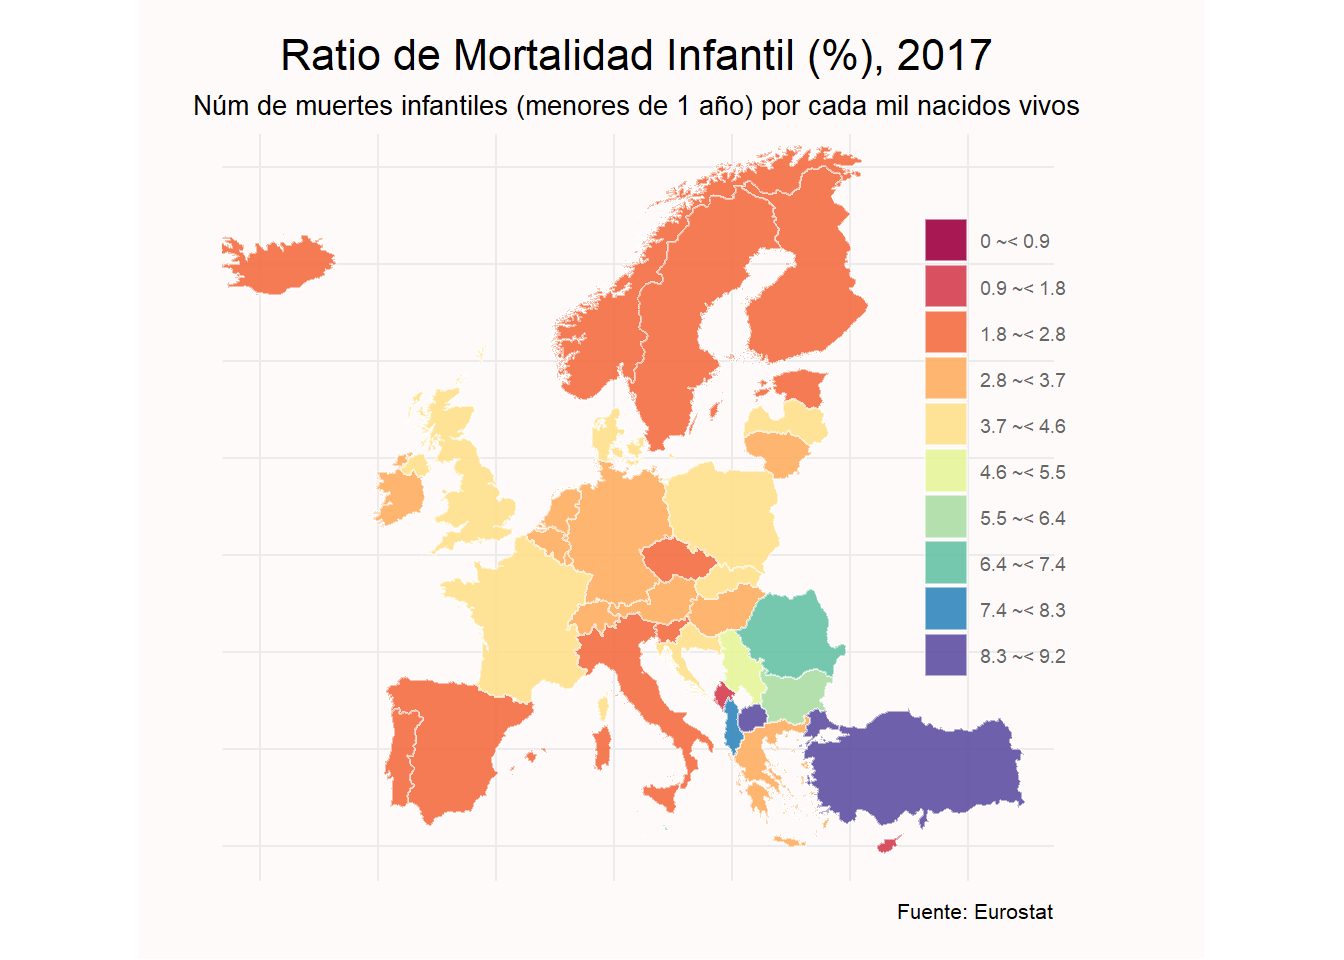 Ratio de Mortalidad Infantil (%), 2017
Núm de muertes infantiles (menores de 1 año) por cada mil nacidos vivos
0 ~< 0.9
0.9 ~< 1.8
1.8 ~< 2.8
2.8 ~< 3.7
3.7 ~< 4.6
4.6 ~< 5.5
5.5 ~< 6.4
6.4 ~< 7.4
7.4 ~< 8.3
8.3 ~< 9.2
Fuente: Eurostat